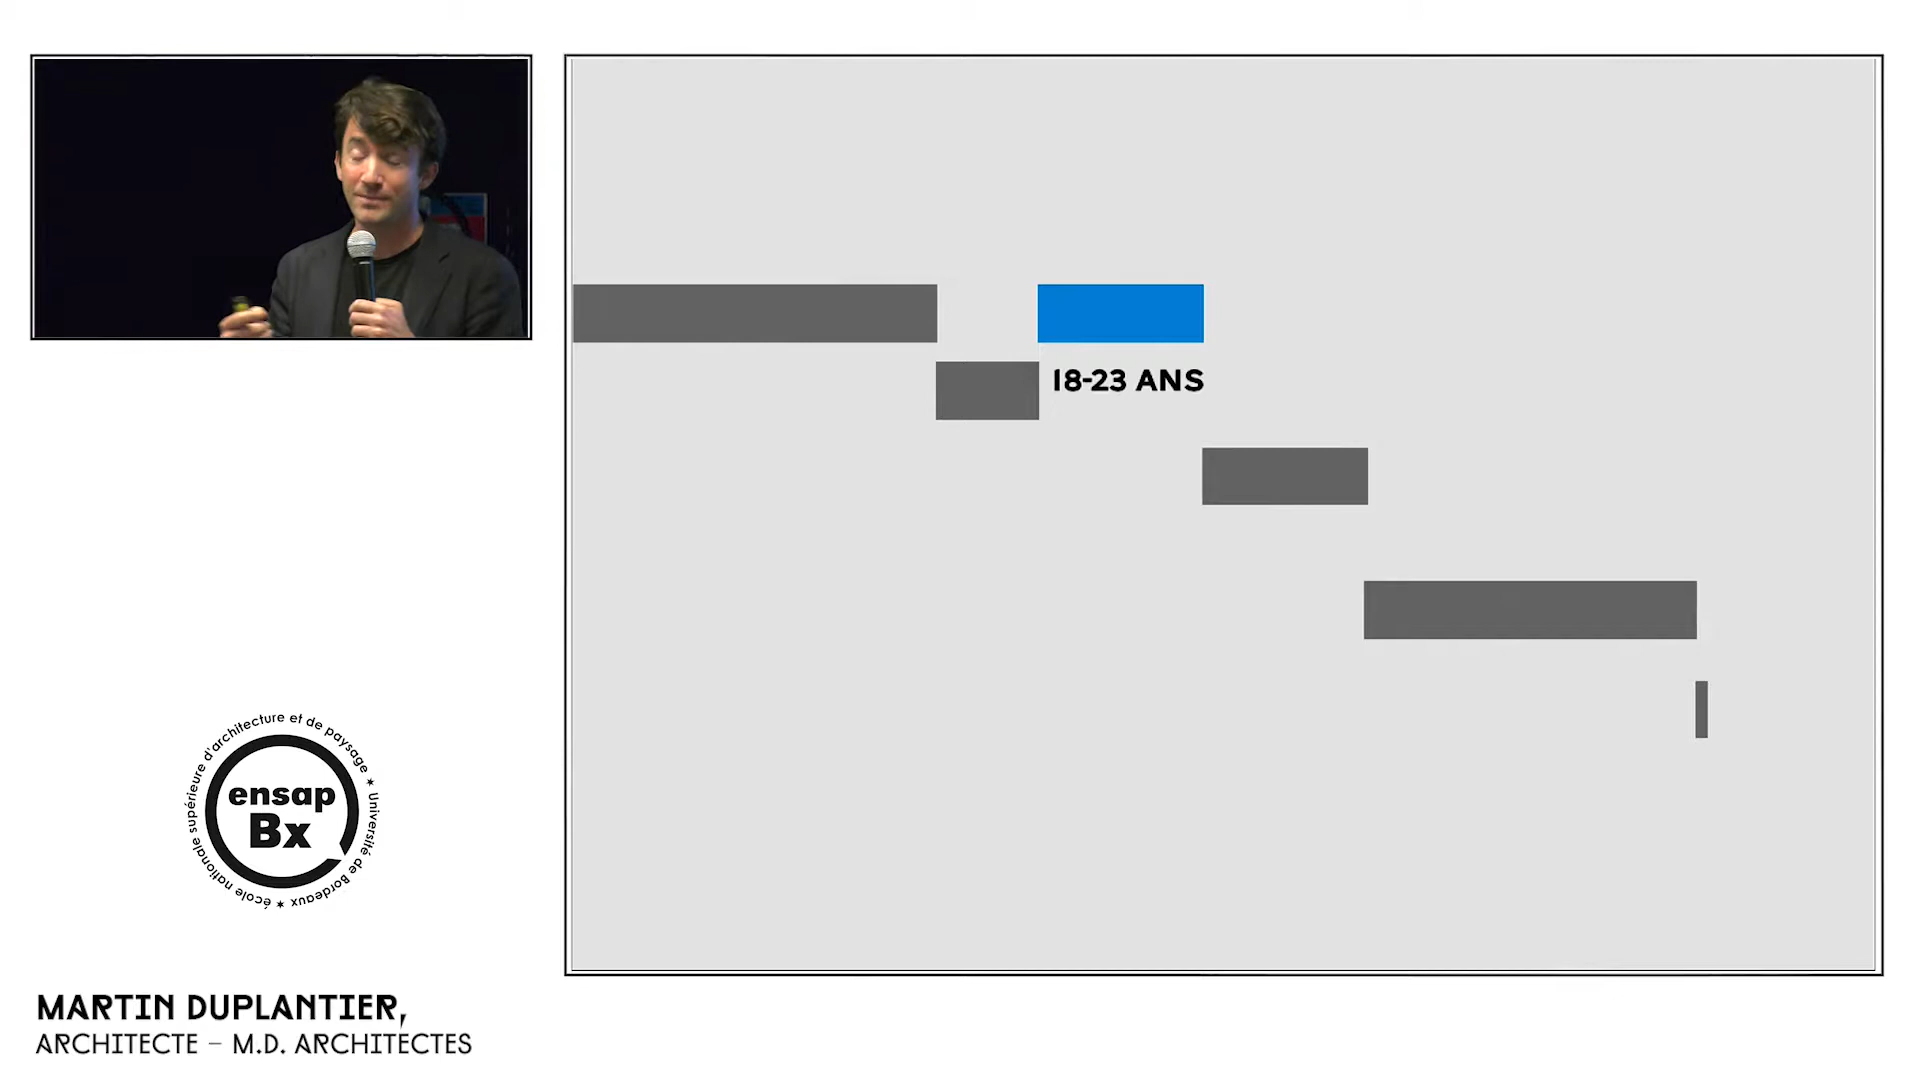 18-23 ANS
école nationale supérieure d'architecture et de paysage ✶ Université de Bordeaux ✶
ensap
Bx
MARTIN DUPLANTIER,
ARCHITECTE – M.D. ARCHITECTES